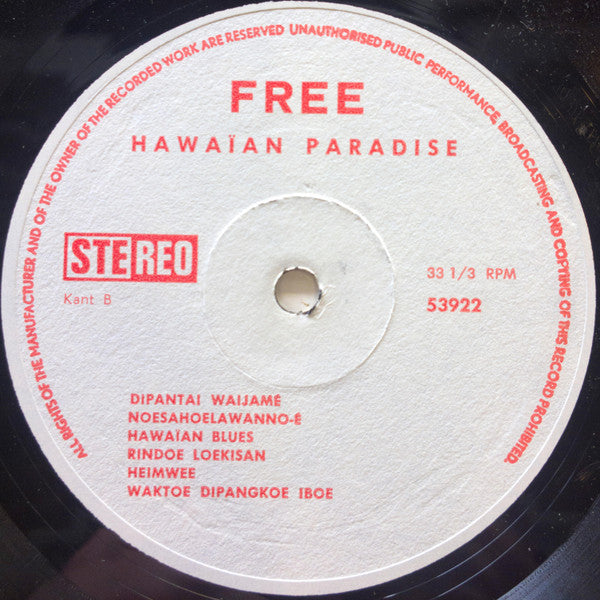 ALL RIGHTS OF THE MANUFACTURER AND OF THE OWNER OF THE RECORDED WORK ARE RESERVED UNAUTHORISED PUBLIC PERFORMANCE, BROADCASTING AND COPYING OF THIS RECORD PROHIBITED.
FREE
HAWAÏAN PARADISE
STEREO
Kant B
33 1/3 RPM
53922
DIPANTAI WAIJAMÉ
NOESAHOELAWANNO-É
HAWAÏAN BLUES
RINDOE LOEKISAN
HEIMWEE
WAKTOE DIPANGKOE IBOE